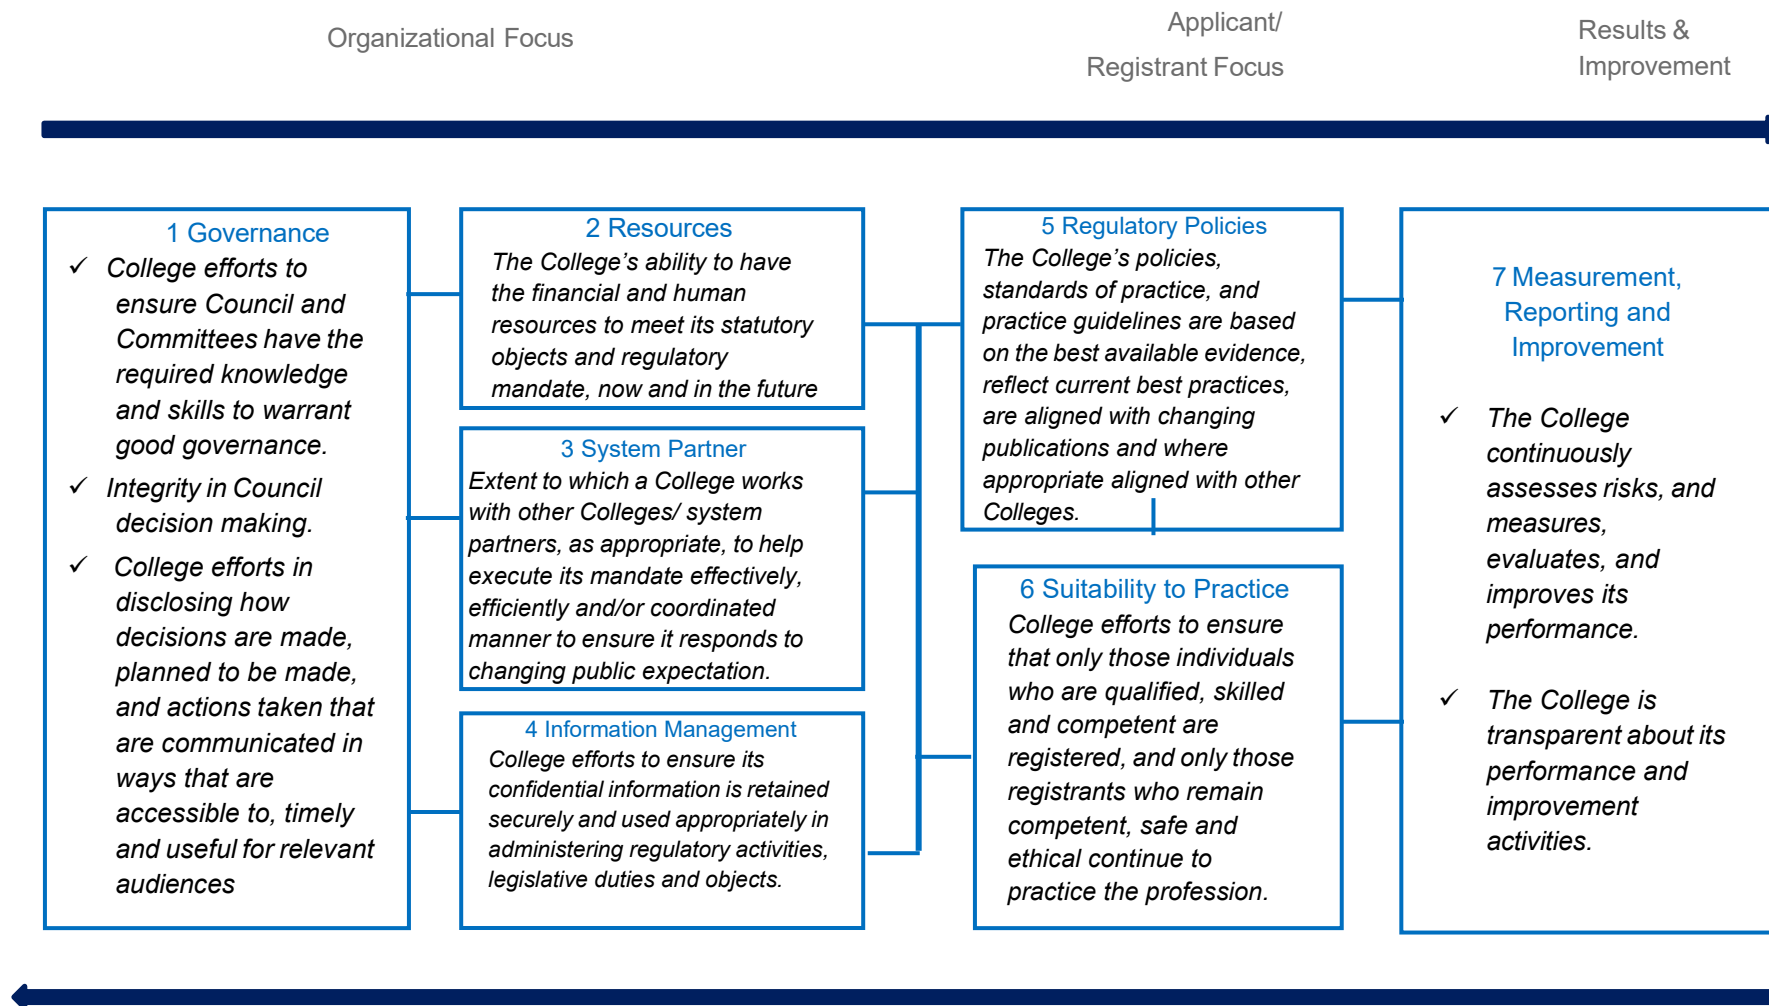 Organizational Focus
Applicant/
Registrant Focus
Results &
Improvement
1 Governance
✓ College efforts to
ensure Council and
Committees have the
required knowledge
and skills to warrant
good governance.
✓ Integrity in Council
decision making.
✓ College efforts in
disclosing how
decisions are made,
planned to be made,
and actions taken that
are communicated in
ways that are
accessible to, timely
and useful for relevant
audiences
2 Resources
The College’s ability to have
the financial and human
resources to meet its statutory
objects and regulatory
mandate, now and in the future
3 System Partner
Extent to which a College works
with other Colleges/ system
partners, as appropriate, to help
execute its mandate effectively,
efficiently and/or coordinated
manner to ensure it responds to
changing public expectation.
4 Information Management
College efforts to ensure its
confidential information is retained
securely and used appropriately in
administering regulatory activities,
legislative duties and objects.
5 Regulatory Policies
The College’s policies,
standards of practice, and
practice guidelines are based
on the best available evidence,
reflect current best practices,
are aligned with changing
publications and where
appropriate aligned with other
Colleges.
6 Suitability to Practice
College efforts to ensure
that only those individuals
who are qualified, skilled
and competent are
registered, and only those
registrants who remain
competent, safe and
ethical continue to
practice the profession.
7 Measurement,
Reporting and
Improvement
✓ The College
continuously
assesses risks, and
measures,
evaluates, and
improves its
performance.
✓ The College is
transparent about its
performance and
improvement
activities.